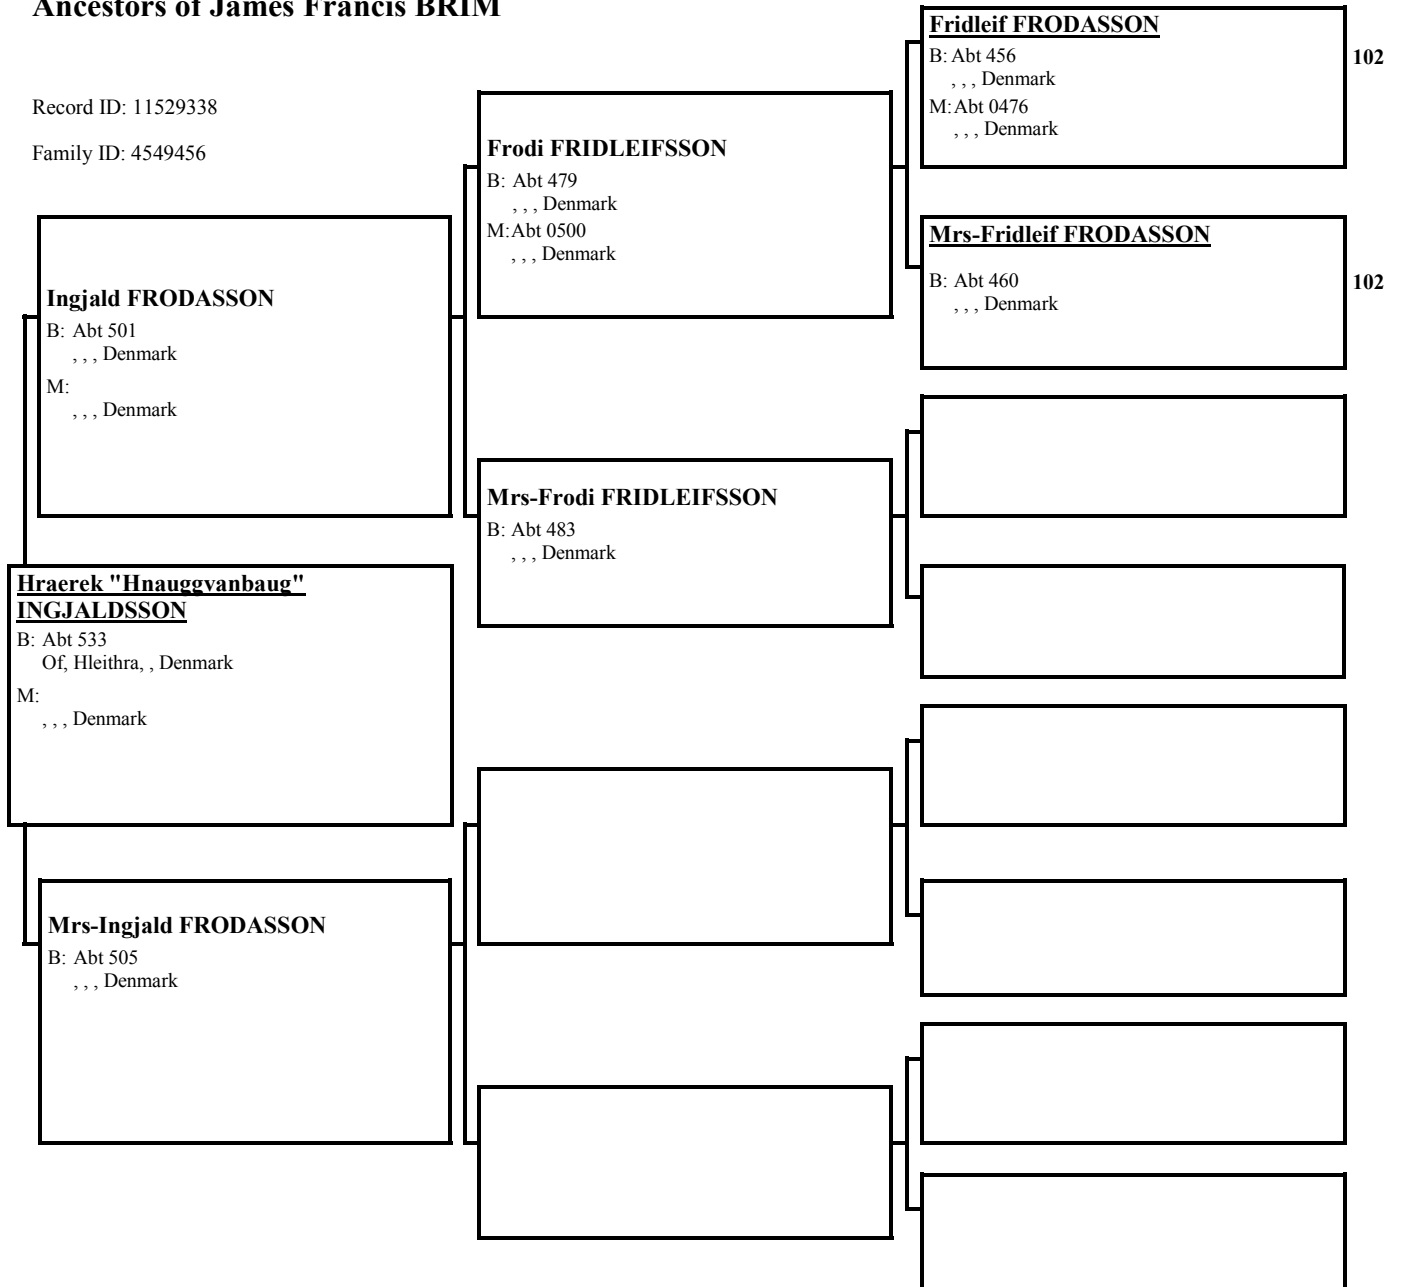 Ancestors of James Francis BRIM
Record ID: 11529338
Family ID: 4549456
Fridleif FRODASSON
B: Abt 456
, , , Denmark
M:Abt 0476
, , , Denmark
102
Frodi FRIDLEIFSSON
B: Abt 479
, , , Denmark
M:Abt 0500
, , , Denmark
Mrs-Fridleif FRODASSON
B: Abt 460
, , , Denmark
102
Ingjald FRODASSON
B: Abt 501
, , , Denmark
M:
, , , Denmark
Mrs-Frodi FRIDLEIFSSON
B: Abt 483
, , , Denmark
Hraerek "Hnauggvanbaug"
INGJALDSSON
B: Abt 533
Of, Hleithra, , Denmark
M:
, , , Denmark
Mrs-Ingjald FRODASSON
B: Abt 505
, , , Denmark